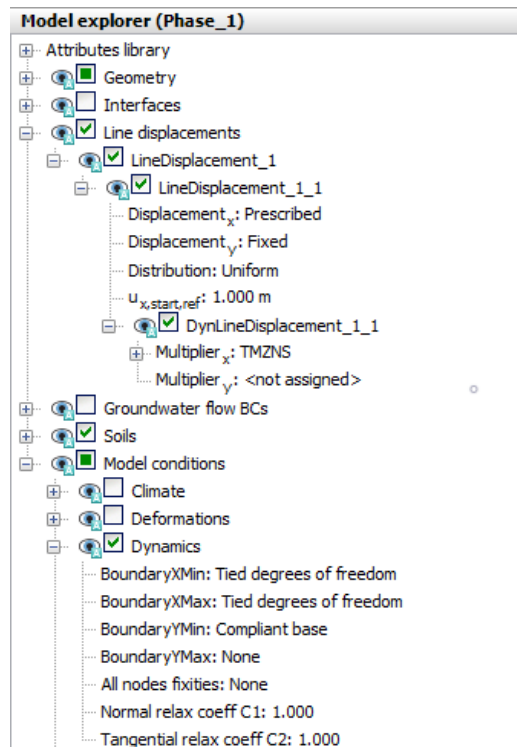 Model explorer (Phase_1)
Attributes library
Geometry
Interfaces
Line displacements
LineDisplacement_1
LineDisplacement_1_1
Displacementx: Prescribed
Displacementy: Fixed
Distribution: Uniform
ux,start,ref: 1.000 m
DynLineDisplacement_1_1
Multiplierx: TMZNS
Multipliery: <not assigned>
Groundwater flow BCs
Soils
Model conditions
Climate
Deformations
Dynamics
BoundaryXMin: Tied degrees of freedom
BoundaryXMax: Tied degrees of freedom
BoundaryYMin: Compliant base
BoundaryYMax: None
All nodes fixities: None
Normal relax coeff C1: 1.000
Tangential relax coeff C2: 1.000